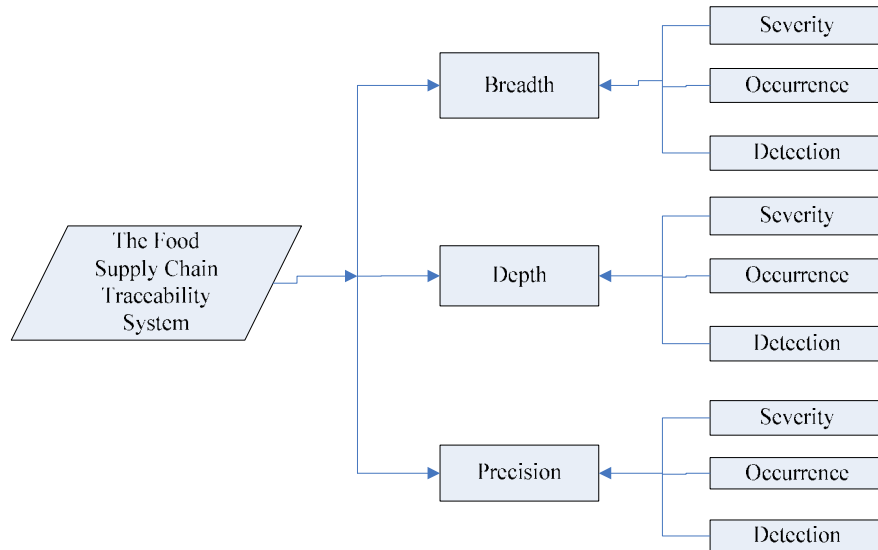 The Food
Supply Chain
Traceability
System
Breadth
Depth
Precision
Severity
Occurrence
Detection
Severity
Occurrence
Detection
Severity
Occurrence
Detection